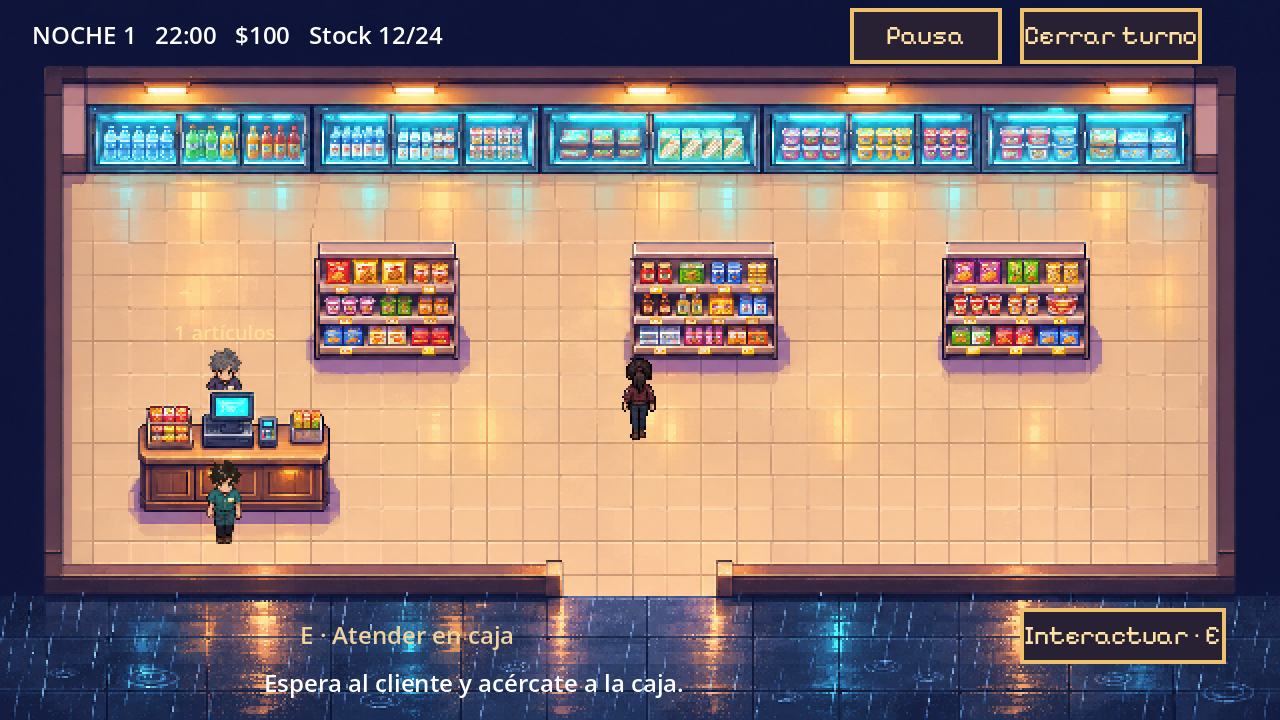 NOCHE 1 22:00 $100 Stock 12/24
Pausa
Cerrar turno
1 artículos
E · Atender en caja
Interactuar · E
Espera al cliente y acércate a la caja.